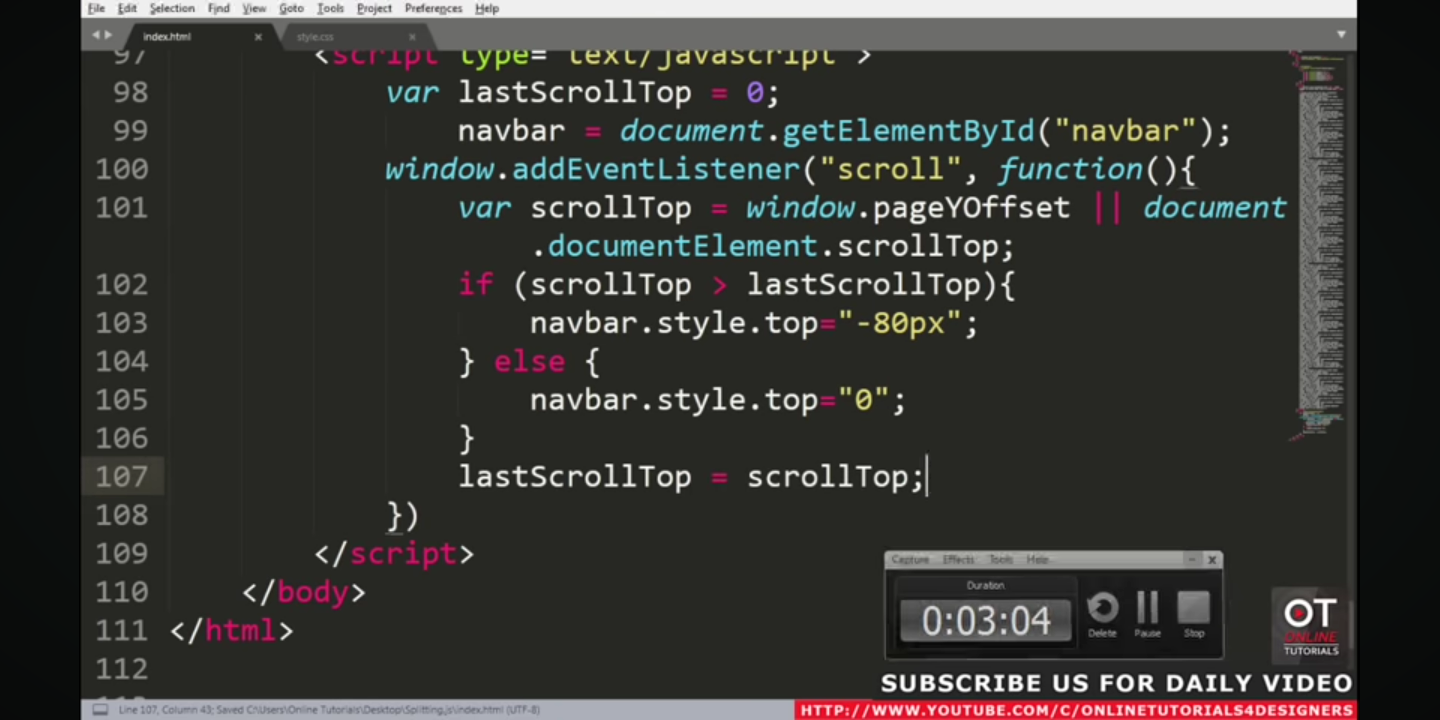 File Edit Selection Find View Goto Tools Project Preferences Help
index.html × style.css ×
97 <script type="text/javascript">
98 var lastScrollTop = 0;
99 navbar = document.getElementById("navbar");
100 window.addEventListener("scroll", function(){
101 var scrollTop = window.pageYOffset || document
.documentElement.scrollTop;
102 if (scrollTop > lastScrollTop){
103 navbar.style.top="-80px";
104 } else {
105 navbar.style.top="0";
106 }
107 lastScrollTop = scrollTop;
108 })
109 </script>
110 </body>
111 </html>
112
Capture Effects Tools Help
Duration
0:03:04
Delete Pause Stop
OT
ONLINE
TUTORIALS
SUBSCRIBE US FOR DAILY VIDEO
HTTP://WWW.YOUTUBE.COM/C/ONLINETUTORIALS4DESIGNERS
Line 107, Column 43; Saved C:\Users\Online Tutorials\Desktop\Splitting.js\index.html (UTF-8)